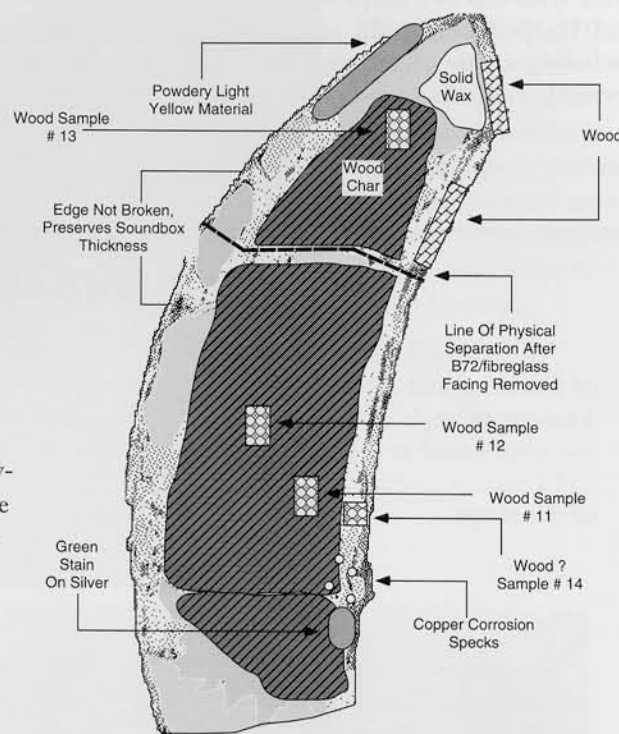 Powdery Light
Yellow Material
Solid
Wax
Wood
Wood Sample
# 13
Wood
Char
Edge Not Broken,
Preserves Soundbox
Thickness
Line Of Physical
Separation After
B72/fibreglass
Facing Removed
Wood Sample
# 12
y-
e
Wood Sample
# 11
Green
Stain
On Silver
Wood ?
Sample # 14
Copper Corrosion
Specks